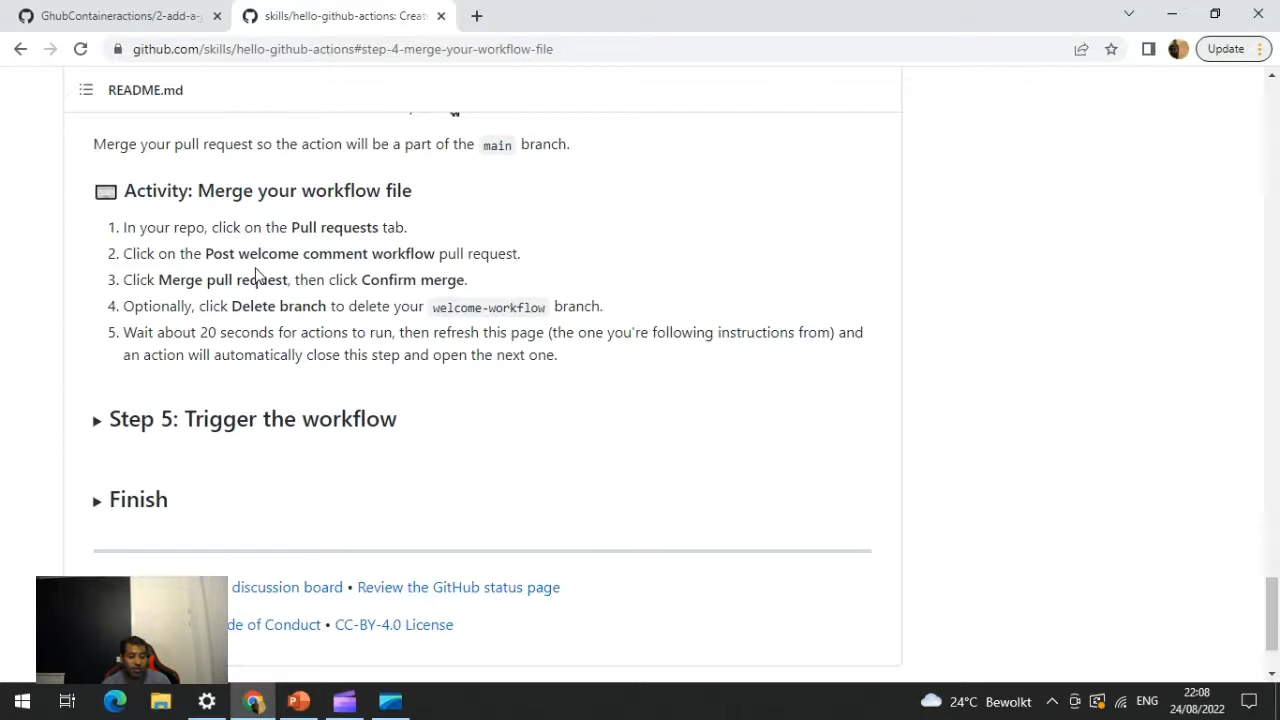 GhubContaineractions/2-add-a-
skills/hello-github-actions: Creat
github.com/skills/hello-github-actions#step-4-merge-your-workflow-file
Update
README.md
Merge your pull request so the action will be a part of the main branch.
Activity: Merge your workflow file
1. In your repo, click on the Pull requests tab.
2. Click on the Post welcome comment workflow pull request.
3. Click Merge pull request, then click Confirm merge.
4. Optionally, click Delete branch to delete your welcome-workflow branch.
5. Wait about 20 seconds for actions to run, then refresh this page (the one you're following instructions from) and
an action will automatically close this step and open the next one.
Step 5: Trigger the workflow
Finish
discussion board • Review the GitHub status page
de of Conduct • CC-BY-4.0 License
24°C Bewolkt
ENG
22:08
24/08/2022